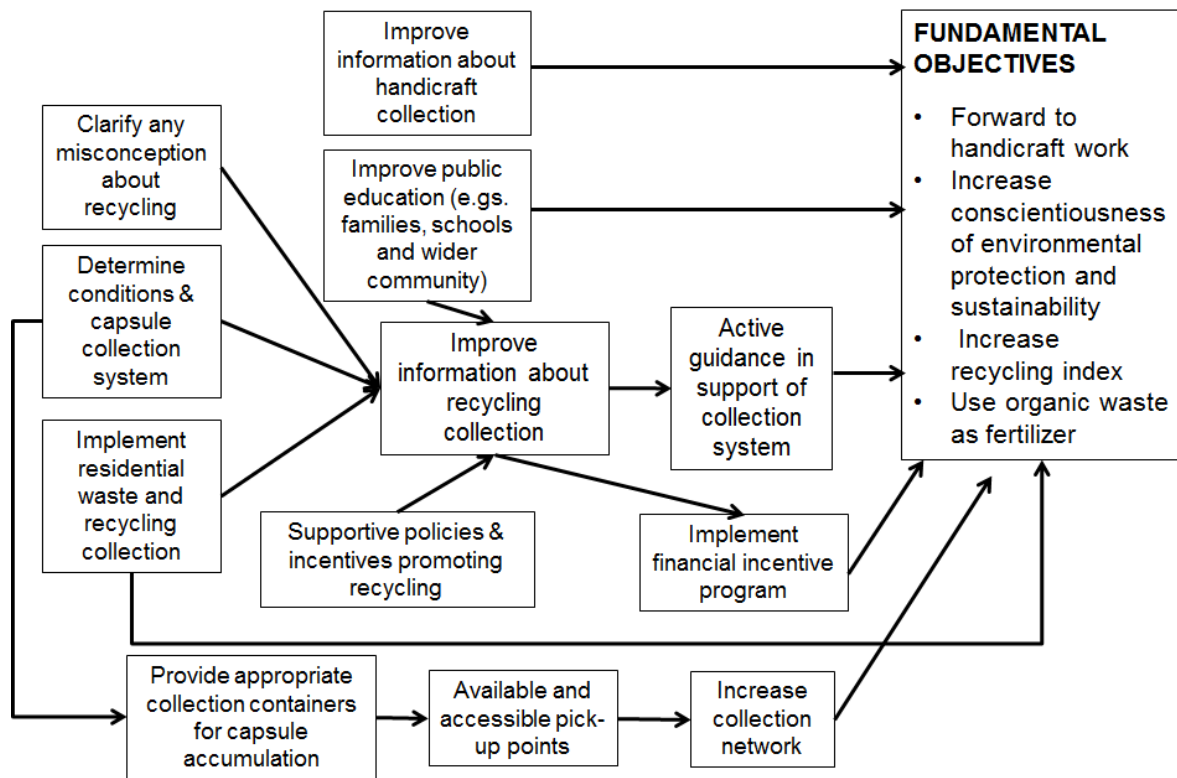 Improve
information about
handicraft
collection
FUNDAMENTAL
OBJECTIVES
• Forward to
handicraft work
• Increase
conscientiousness
of environmental
protection and
sustainability
• Increase
recycling index
• Use organic waste
as fertilizer
Clarify any
misconception
about
recycling
Improve public
education (e.gs.
families, schools
and wider
community)
Determine
conditions &
capsule
collection
system
Improve
information about
recycling
collection
Active
guidance in
support of
collection
system
Implement
residential
waste and
recycling
collection
Supportive policies &
incentives promoting
recycling
Implement
financial incentive
program
Provide appropriate
collection containers
for capsule
accumulation
Available and
accessible pick-
up points
Increase
collection
network